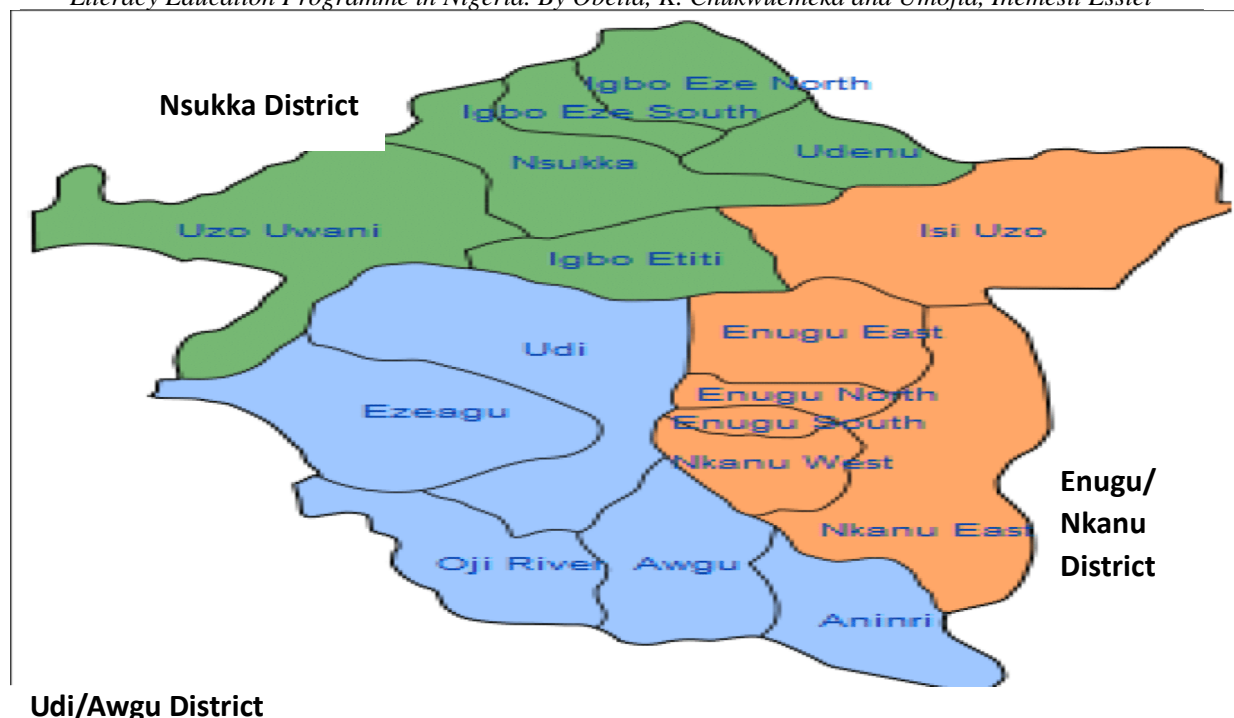 Literacy Education Programme in Nigeria. By Obetta, K. Chukwuemeka and Umofia, Inemesit Essiet
Igbo Eze North
Nsukka District
Igbo Eze South
Nsukka
Udenu
Uzo Uwani
Isi Uzo
Igbo Etiti
Enugu East
Udi
Enugu North
Ezeagu
Enugu South
Nkanu West
Enugu/
Nkanu
District
Nkanu East
Oji River
Awgu
Aninri
Udi/Awgu District